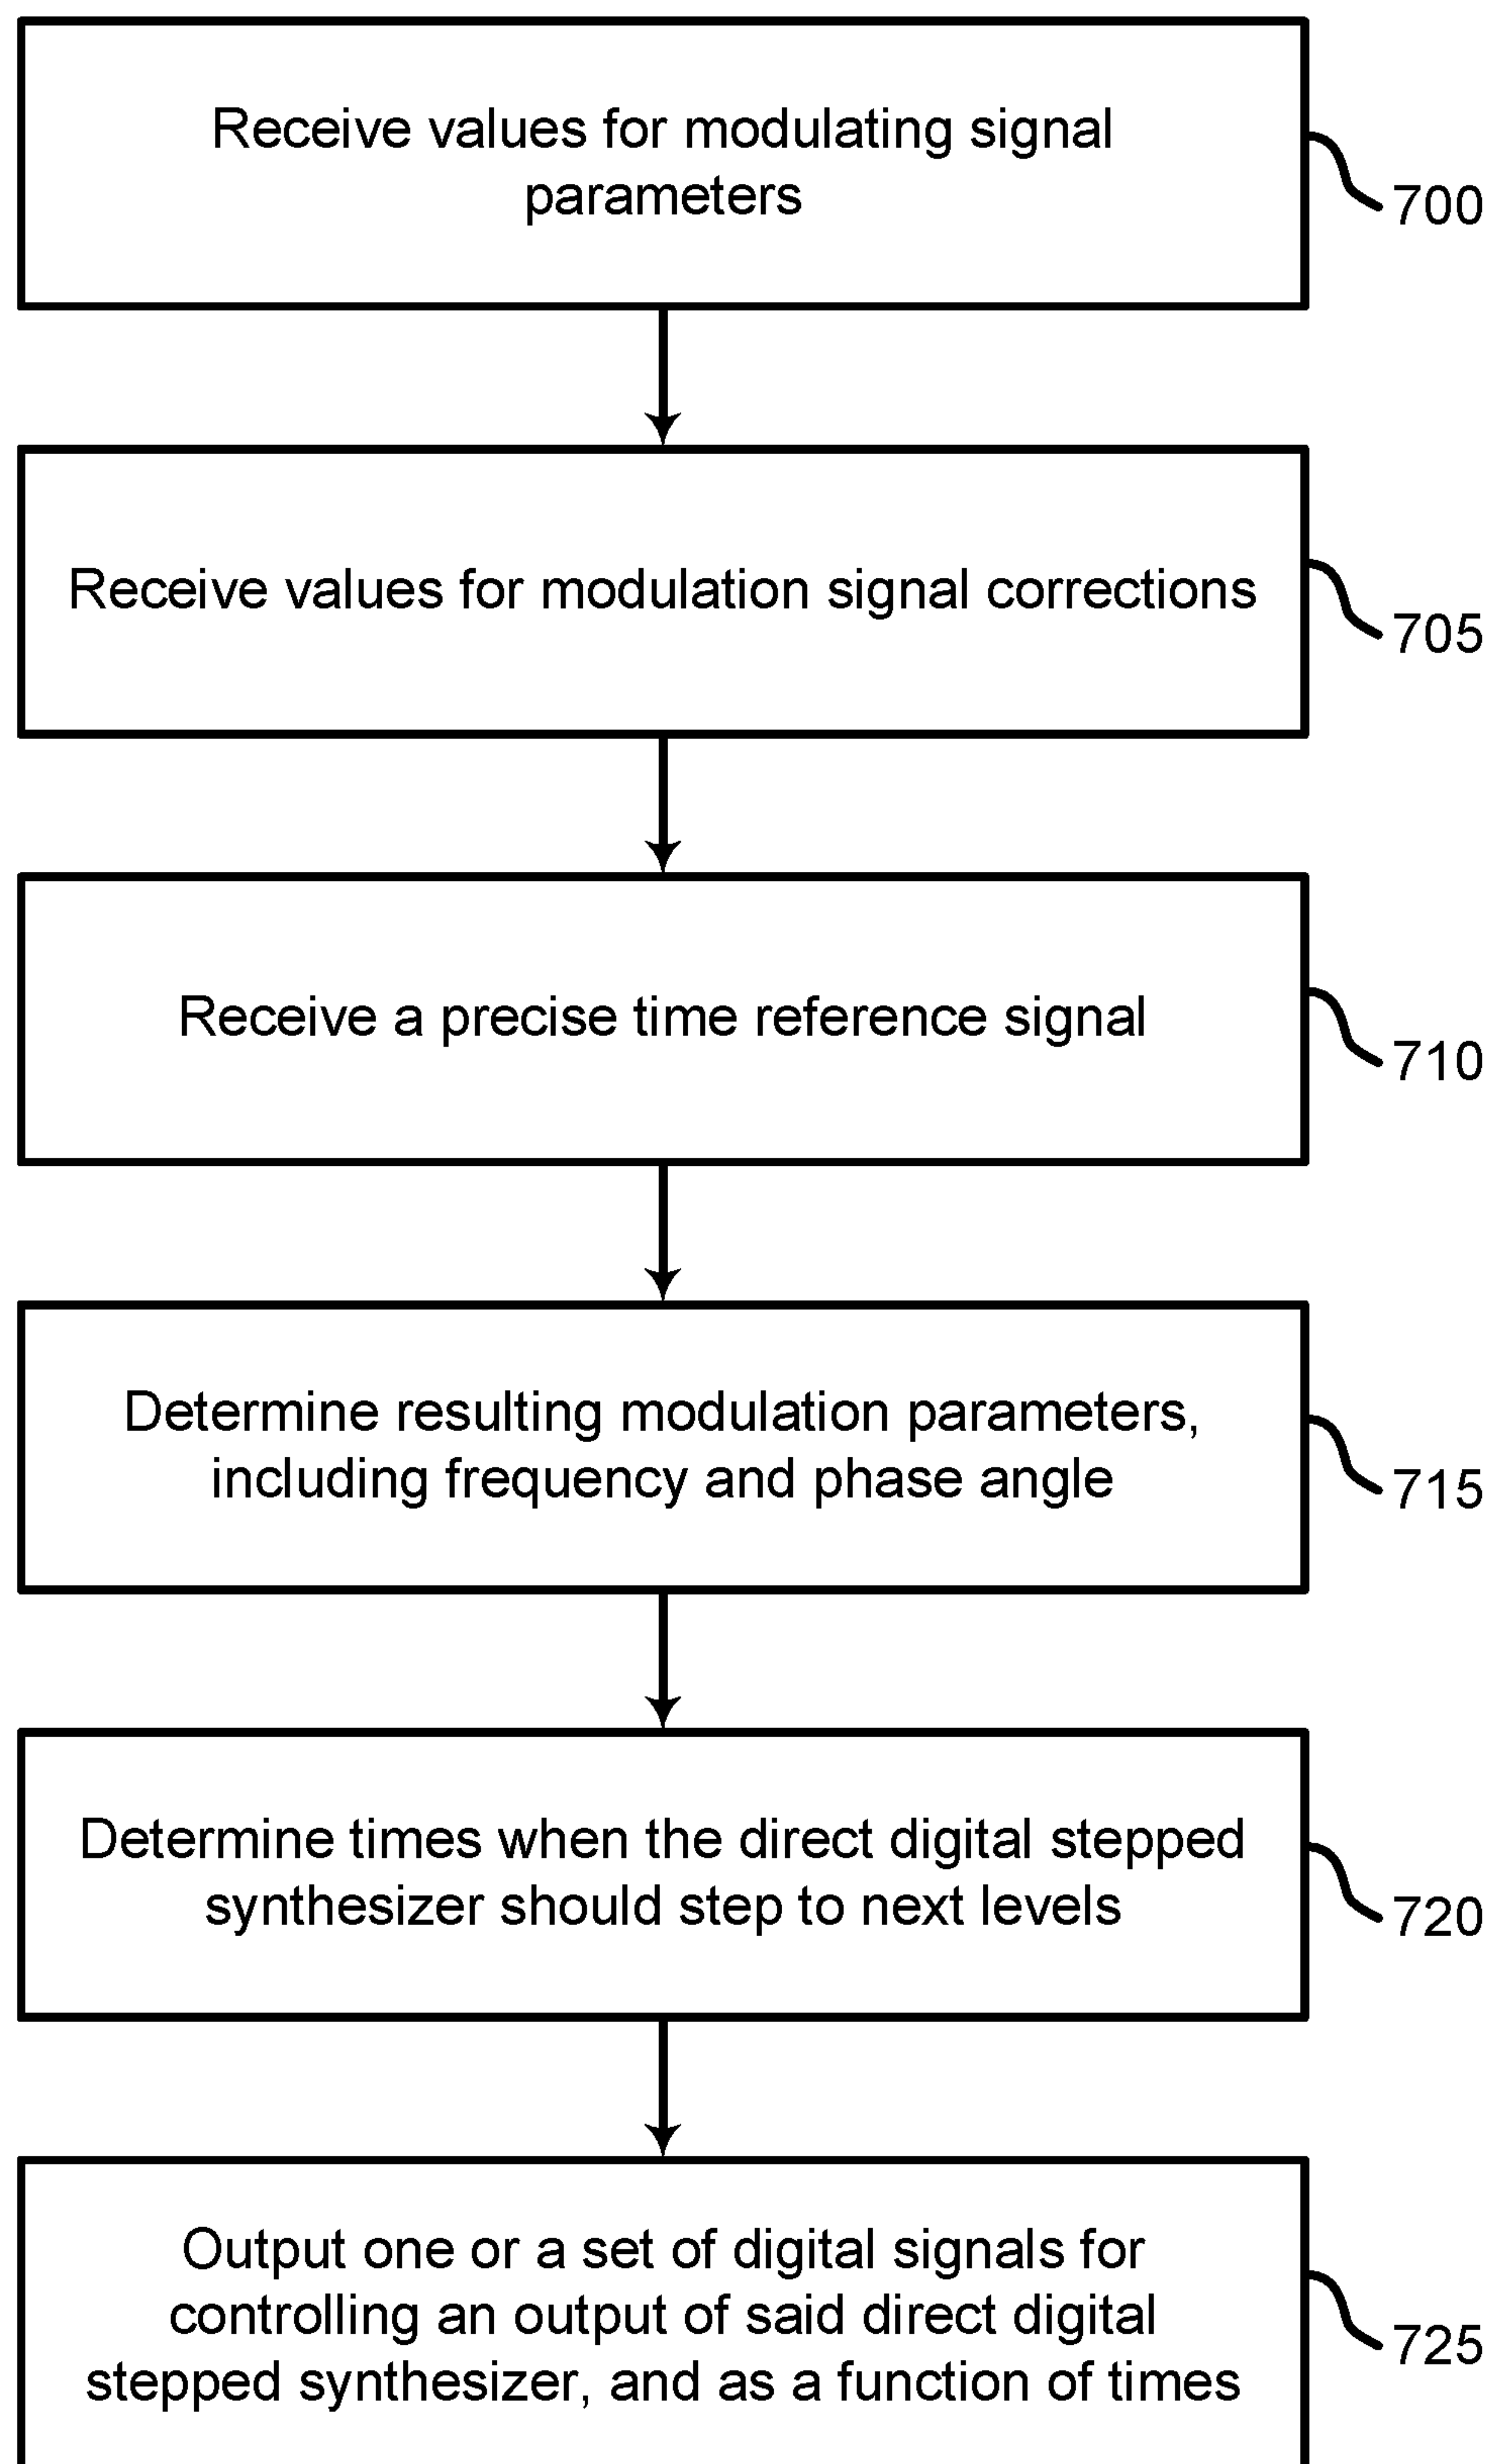 Receive values for modulating signal
parameters
700
Receive values for modulation signal corrections
705
Receive a precise time reference signal
710
Determine resulting modulation parameters,
including frequency and phase angle
715
Determine times when the direct digital stepped
synthesizer should step to next levels
720
Output one or a set of digital signals for
controlling an output of said direct digital
stepped synthesizer, and as a function of times
725